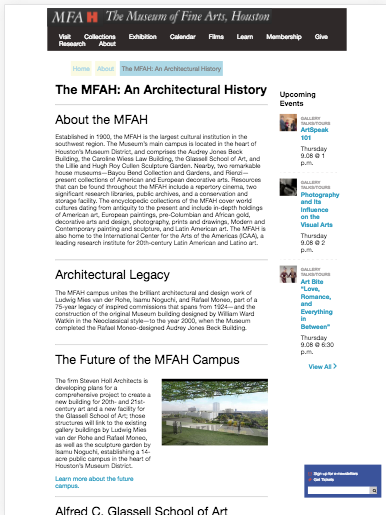 MFAH The Museum of Fine Arts, Houston
Visit Collections Exhibition Calendar Films Learn Membership Give
Research About
Home About The MFAH: An Architectural History
The MFAH: An Architectural History
About the MFAH
Established in 1900, the MFAH is the largest cultural institution in the
southwest region. The Museum's main campus is located in the heart of
Houston's Museum District, and comprises the Audrey Jones Beck
Building, the Caroline Wiess Law Building, the Glassell School of Art, and
the Lillie and Hugh Roy Cullen Sculpture Garden. Nearby, two remarkable
house museums—Bayou Bend Collection and Gardens, and Rienzi—
present collections of American and European decorative arts. Resources
that can be found throughout the MFAH include a repertory cinema, two
significant research libraries, public archives, and a conservation and
storage facility. The encyclopedic collections of the MFAH cover world
cultures dating from antiquity to the present and include in-depth holdings
of American art, European paintings, pre-Columbian and African gold,
decorative arts and design, photography, prints and drawings, Modern and
Contemporary painting and sculpture, and Latin American art. The MFAH is
also home to the International Center for the Arts of the Americas (ICAA), a
leading research institute for 20th-century Latin American and Latino art.
Architectural Legacy
The MFAH campus unites the brilliant architectural and design work of
Ludwig Mies van der Rohe, Isamu Noguchi, and Rafael Moneo, part of a
75-year legacy of inspired commissions that spans from 1924—and the
construction of the original Museum building designed by William Ward
Watkin in the Neoclassical style—to the year 2000, when the Museum
completed the Rafael Moneo-designed Audrey Jones Beck Building.
The Future of the MFAH Campus
The firm Steven Holl Architects is
developing plans for a
comprehensive project to create a
new building for 20th- and 21st-
century art and a new facility for
the Glassell School of Art; those
structures will link to the existing
gallery buildings by Ludwig Mies
van der Rohe and Rafael Moneo,
as well as the sculpture garden by
Isamu Noguchi, establishing a 14-
acre public campus in the heart of
Houston's Museum District.
Learn more about the future
campus.
Alfred C. Glassell School of Art
Upcoming
Events
GALLERY
TALKS/TOURS
ArtSpeak
101
Thursday
9.08 @ 1
p.m.
GALLERY
TALKS/TOURS
Photography
and Its
Influence
on the
Visual Arts
Thursday
9.08 @ 2
p.m.
GALLERY
TALKS/TOURS
Art Bite
"Love,
Romance,
and
Everything
in
Between"
Thursday
9.08 @ 6:30
p.m.
View All >
Sign up for e-newsletters
Get Tickets